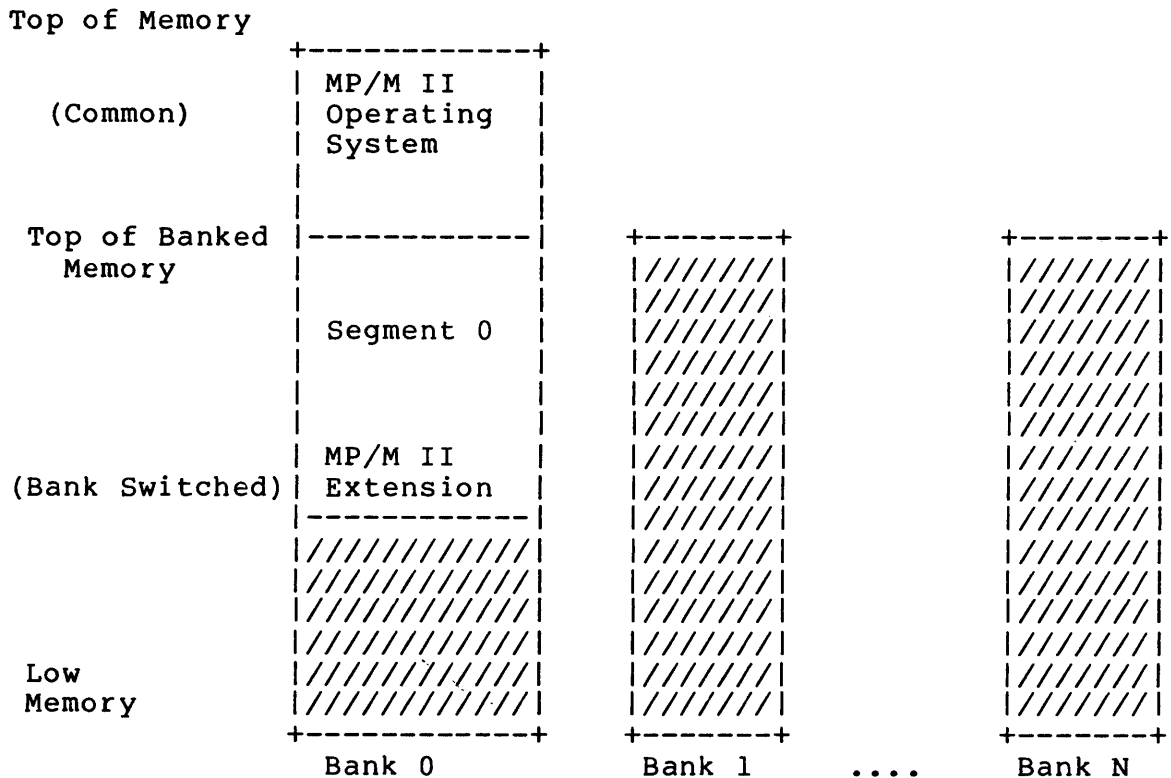 Top of Memory
MP/M II
(Common) Operating
System
Top of Banked
Memory
Segment 0
MP/M II
(Bank Switched) Extension
Low
Memory
Bank 0 Bank 1 .... Bank N